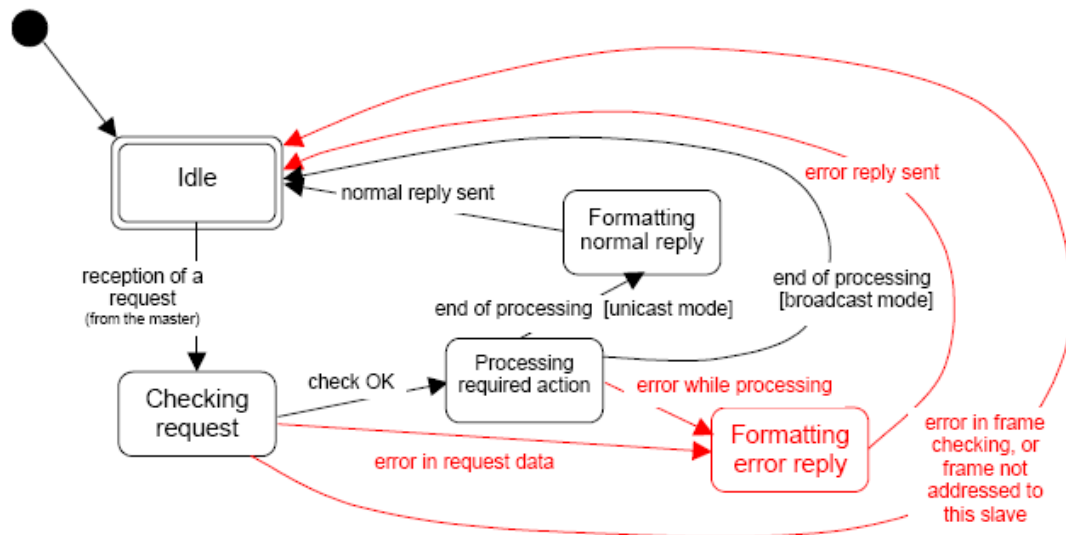 Idle
error reply sent
normal reply sent
Formatting
normal reply
reception of a
request
(from the master)
end of processing
[broadcast mode]
end of processing [unicast mode]
Processing
required action
check OK
error while processing
Checking
request
Formatting
error reply
error in request data
error in frame
checking, or
frame not
addressed to
this slave